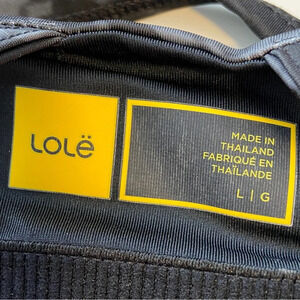 Lolë
MADE IN
THAILAND
FABRIQUÉ EN
THAÏLANDE
L | G